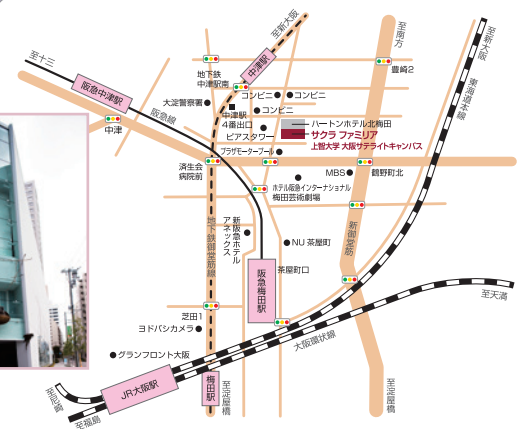 至十三
阪急中津駅
中津
阪急線
至新大阪
地下鉄
中津駅南
中津駅
大淀警察署
コンビニ
コンビニ
コンビニ
中津駅
4番出口
ピアスタワー
プラザモータープール
ハートンホテル北梅田
サクラ ファミリア
上智大学 大阪サテライトキャンパス
至南方
豊崎2
至新大阪
東海道本線
済生会
病院前
MBS
鶴野町北
ホテル阪急インターナショナル
梅田芸術劇場
新阪急ホテル
アネックス
地下鉄御堂筋線
NU 茶屋町
新御堂筋
阪急梅田駅
茶屋町口
至天満
芝田1
ヨドバシカメラ
大阪環状線
グランフロント大阪
JR大阪駅
梅田駅
至淀屋橋
至淀屋橋
至尼崎
至福島